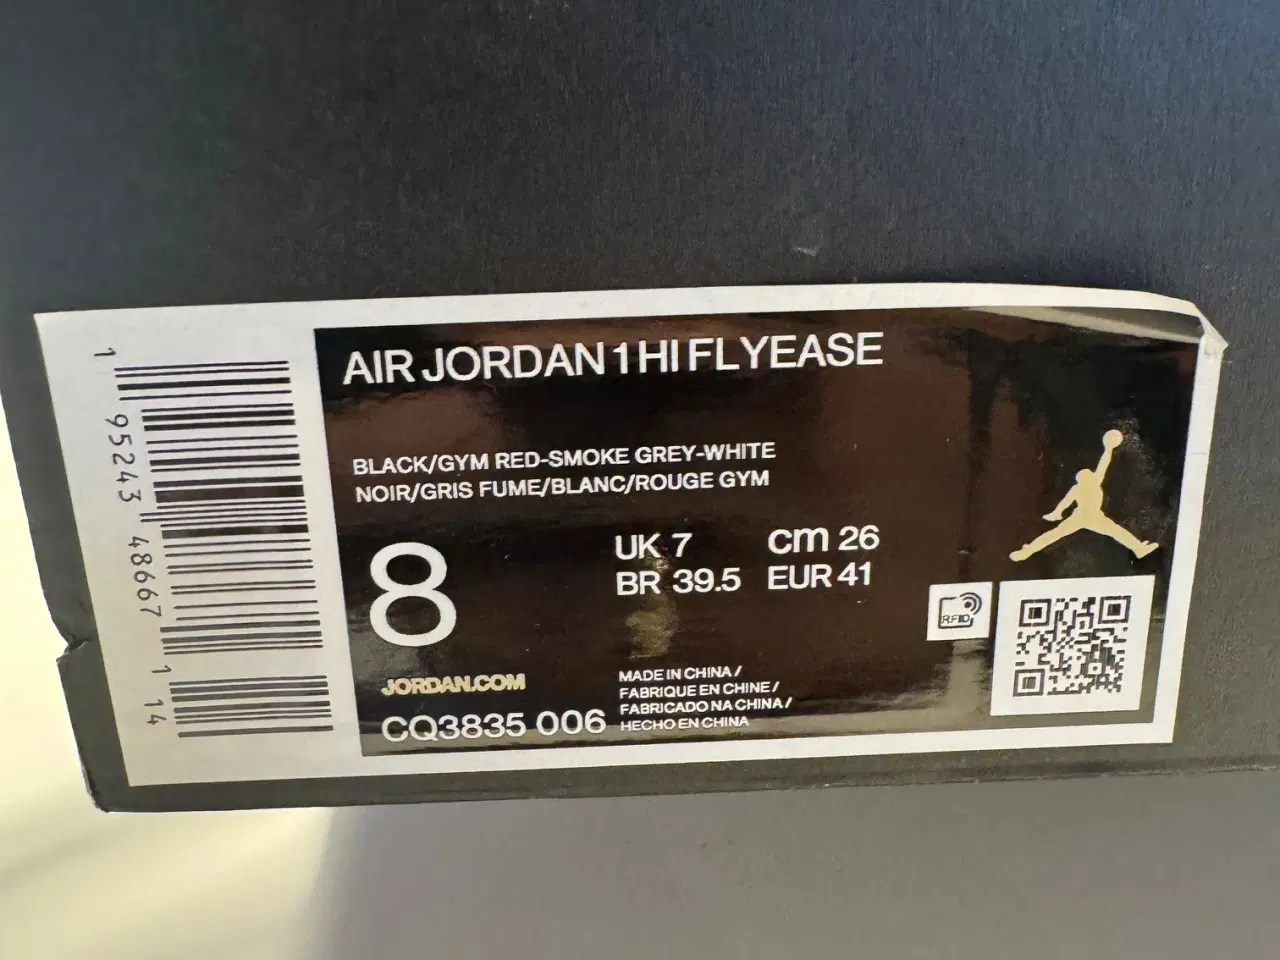 AIR JORDAN 1 HI FLYEASE
BLACK/GYM RED-SMOKE GREY-WHITE
NOIR/GRIS FUME/BLANC/ROUGE GYM
8
UK 7
cm 26
BR 39.5
EUR 41
RFID
JORDAN.COM
CQ3835 006
MADE IN CHINA /
FABRIQUE EN CHINE /
FABRICADO NA CHINA /
HECHO EN CHINA
1 95243 48667 1 14